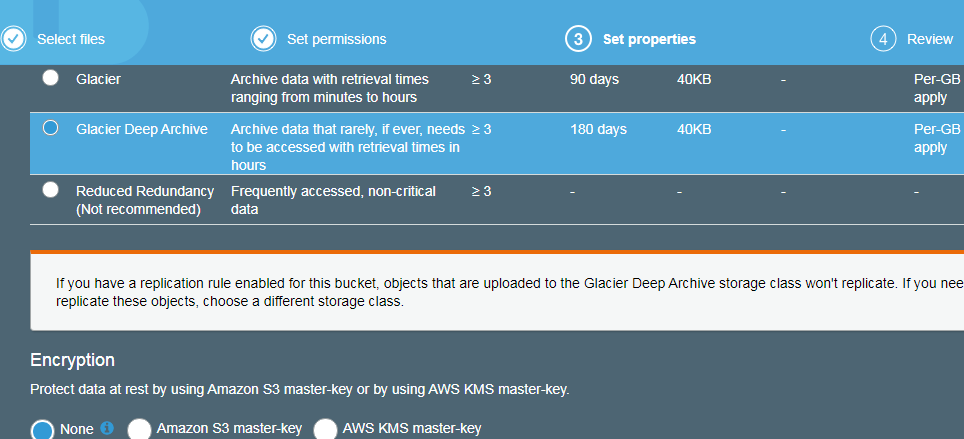 Select files Set permissions 3 Set properties 4 Review
Glacier Archive data with retrieval times ≥ 3 90 days 40KB - Per-GB
ranging from minutes to hours apply
Glacier Deep Archive Archive data that rarely, if ever, needs ≥ 3 180 days 40KB - Per-GB
to be accessed with retrieval times in apply
hours
Reduced Redundancy Frequently accessed, non-critical ≥ 3 - - - -
(Not recommended) data
If you have a replication rule enabled for this bucket, objects that are uploaded to the Glacier Deep Archive storage class won't replicate. If you nee
replicate these objects, choose a different storage class.
Encryption
Protect data at rest by using Amazon S3 master-key or by using AWS KMS master-key.
None i Amazon S3 master-key AWS KMS master-key